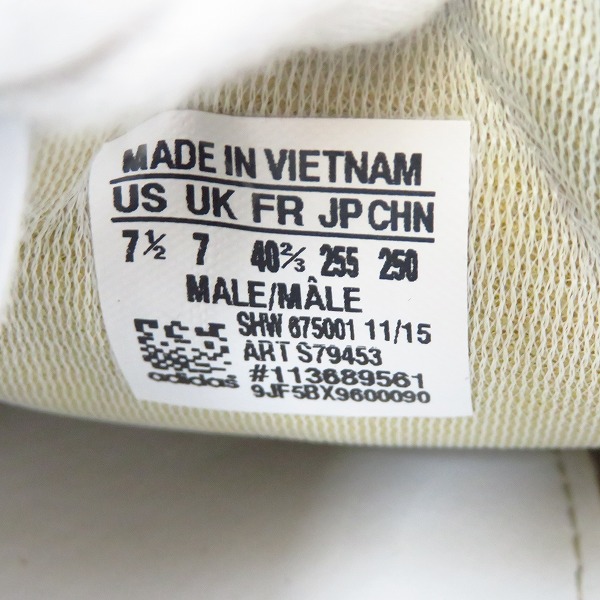 MADE IN VIETNAM
US UK FR JP CHN
7½ 7 40⅔ 255 250
MALE/MÂLE
SHW 675001 11/15
ART S79453
#113689561
adidas 9JF5BX9600090